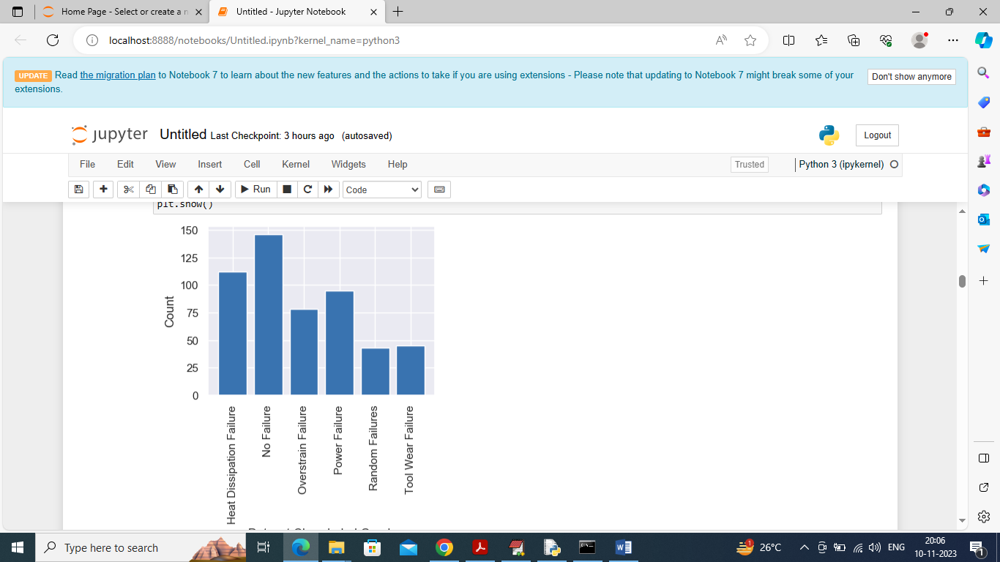 Home Page - Select or create a n
Untitled - Jupyter Notebook
localhost:8888/notebooks/Untitled.ipynb?kernel_name=python3
UPDATE Read the migration plan to Notebook 7 to learn about the new features and the actions to take if you are using extensions - Please note that updating to Notebook 7 might break some of your
extensions.
Don't show anymore
jupyter Untitled Last Checkpoint: 3 hours ago (autosaved)
Logout
File Edit View Insert Cell Kernel Widgets Help
Trusted
Python 3 (ipykernel)
Run
Code
plt.show()
150
125
100
75
50
25
0
Count
Heat Dissipation Failure
No Failure
Overstrain Failure
Power Failure
Random Failures
Tool Wear Failure
Type here to search
1
26°C
ENG
20:06
10-11-2023
1